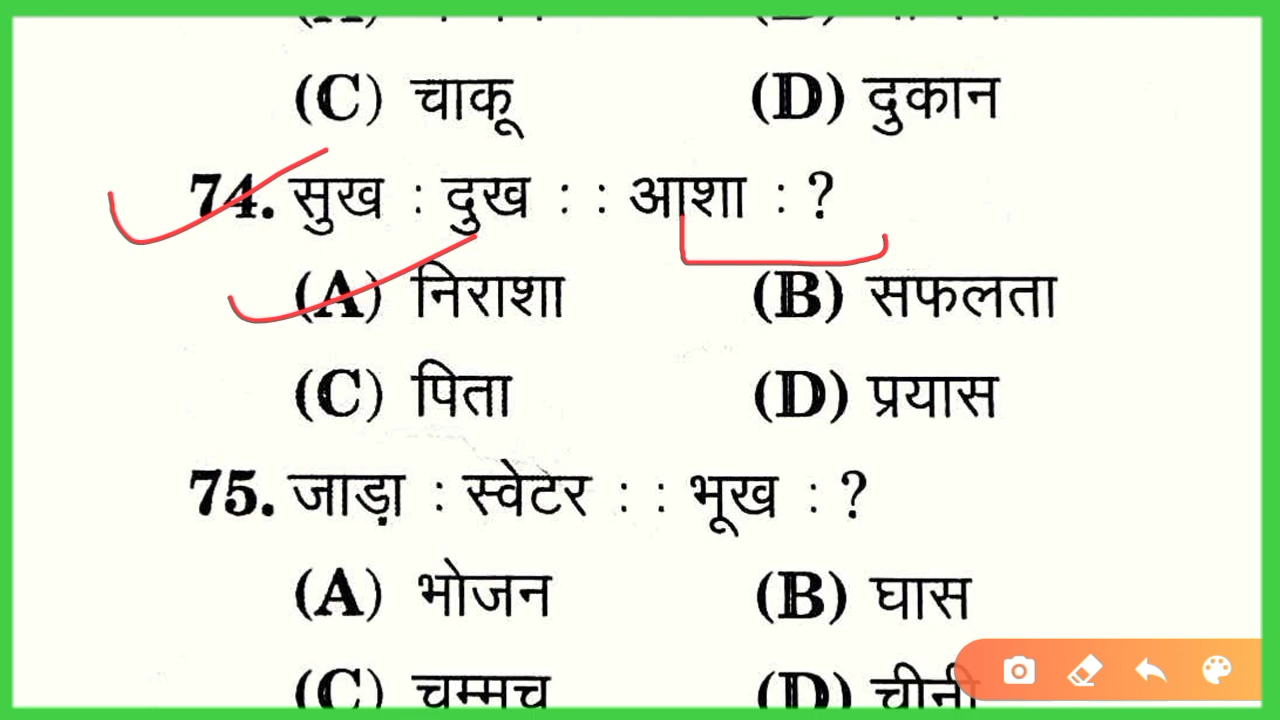 (C) चाकू (D) दुकान
74. सुख : दुख : : आशा : ?
(A) निराशा (B) सफलता
(C) पिता (D) प्रयास
75. जाड़ा : स्वेटर : : भूख : ?
(A) भोजन (B) घास
(C) चम्मच (D) चीनी